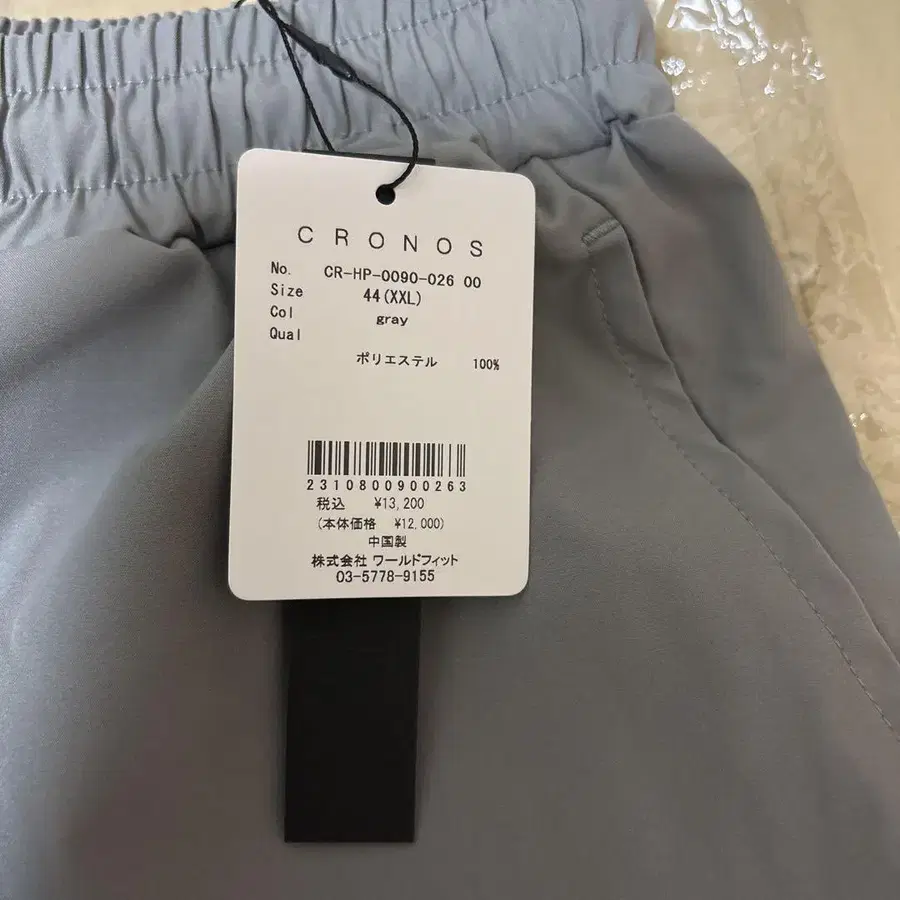 CRONOS
No. CR-HP-0090-026 00
Size 44(XXL)
Col gray
Qual
ポリエステル 100%
2310800900263
税込 ¥13,200
(本体価格 ¥12,000)
中国製
株式会社 ワールドフィット
03-5778-9155